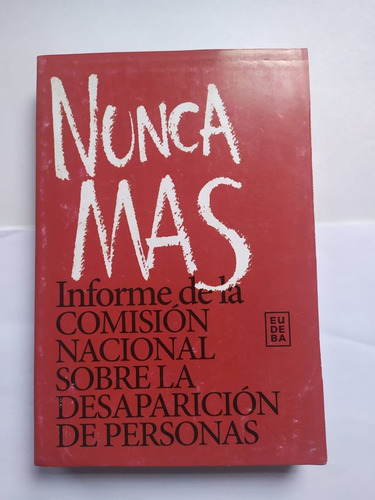 NUNCA
MAS
Informe de la
COMISIÓN
NACIONAL
SOBRE LA
DESAPARICIÓN
DE PERSONAS
EU
DE
BA